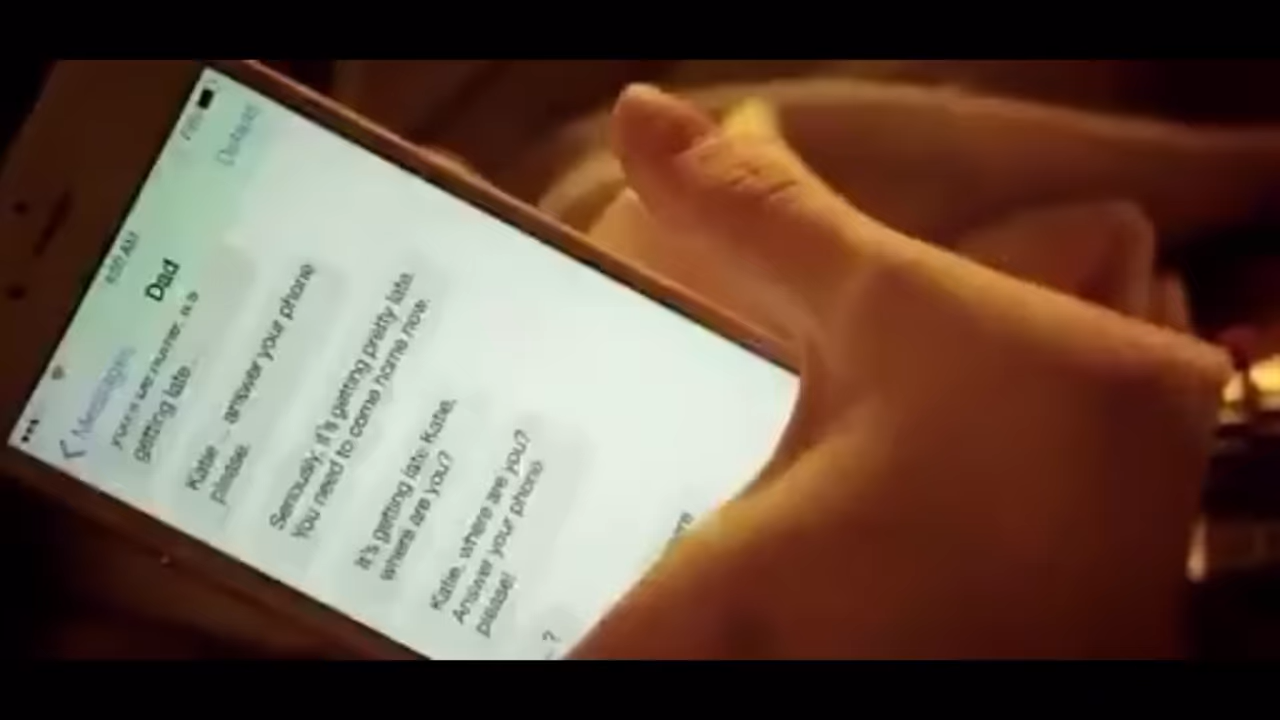 Messages
Dad
Details
getting late.
Katie ... answer your phone
please.
Seriously, it's getting pretty late.
You need to come home now.
It's getting late Katie,
where are you?
Katie, where are you?
Answer your phone
please!